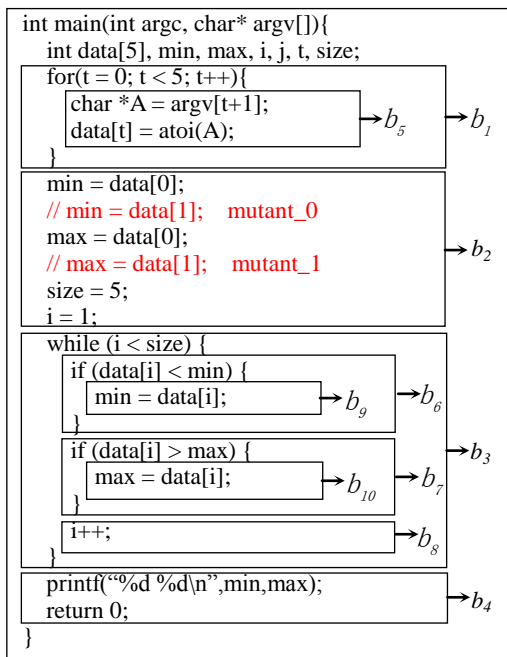 int main(int argc, char* argv[]){
int data[5], min, max, i, j, t, size;
for(t = 0; t < 5; t++){
char *A = argv[t+1];
data[t] = atoi(A);
b5
b1
}
min = data[0];
// min = data[1]; mutant_0
max = data[0];
// max = data[1]; mutant_1
size = 5;
i = 1;
b2
while (i < size) {
if (data[i] < min) {
min = data[i];
}
b9
b6
if (data[i] > max) {
max = data[i];
}
b10
b7
b3
i++;
b8
}
printf(“%d %d\n”,min,max);
return 0;
b4
}